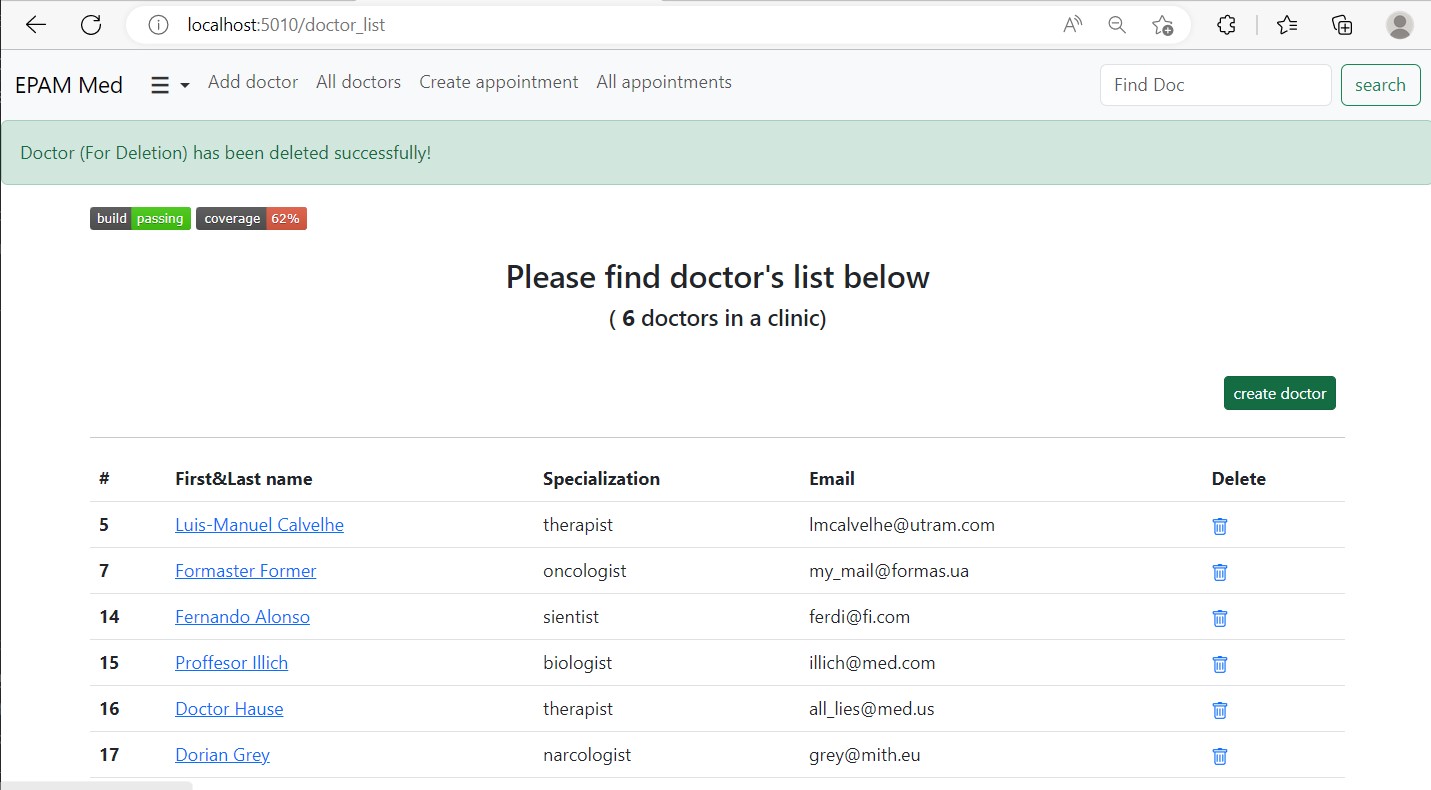 localhost:5010/doctor_list
EPAM Med Add doctor All doctors Create appointment All appointments Find Doc search
Doctor (For Deletion) has been deleted successfully!
build passing coverage 62%
Please find doctor's list below
( 6 doctors in a clinic)
create doctor
# First&Last name Specialization Email Delete
5 Luis-Manuel Calvelhe therapist lmcalvelhe@utram.com
7 Formaster Former oncologist my_mail@formas.ua
14 Fernando Alonso sientist ferdi@fi.com
15 Proffesor Illich biologist illich@med.com
16 Doctor Hause therapist all_lies@med.us
17 Dorian Grey narcologist grey@mith.eu